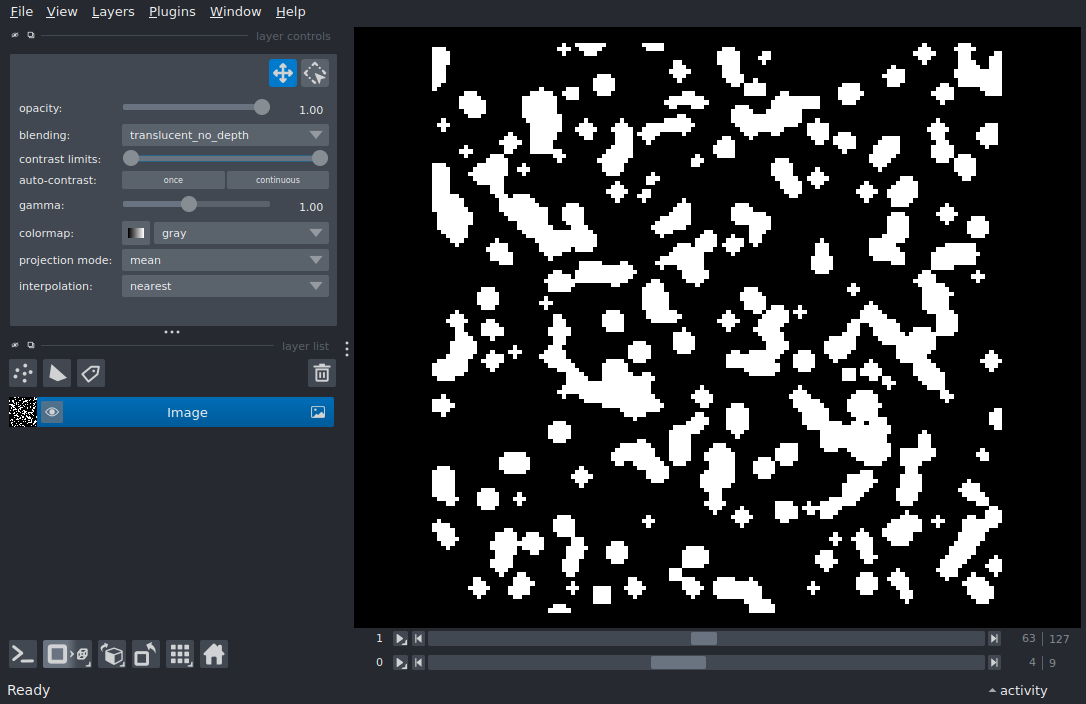 File View Layers Plugins Window Help
layer controls
opacity: 1.00
blending: translucent_no_depth
contrast limits:
auto-contrast: once continuous
gamma: 1.00
colormap: gray
projection mode: mean
interpolation: nearest
layer list
Image
1 63 127
0 4 9
Ready activity